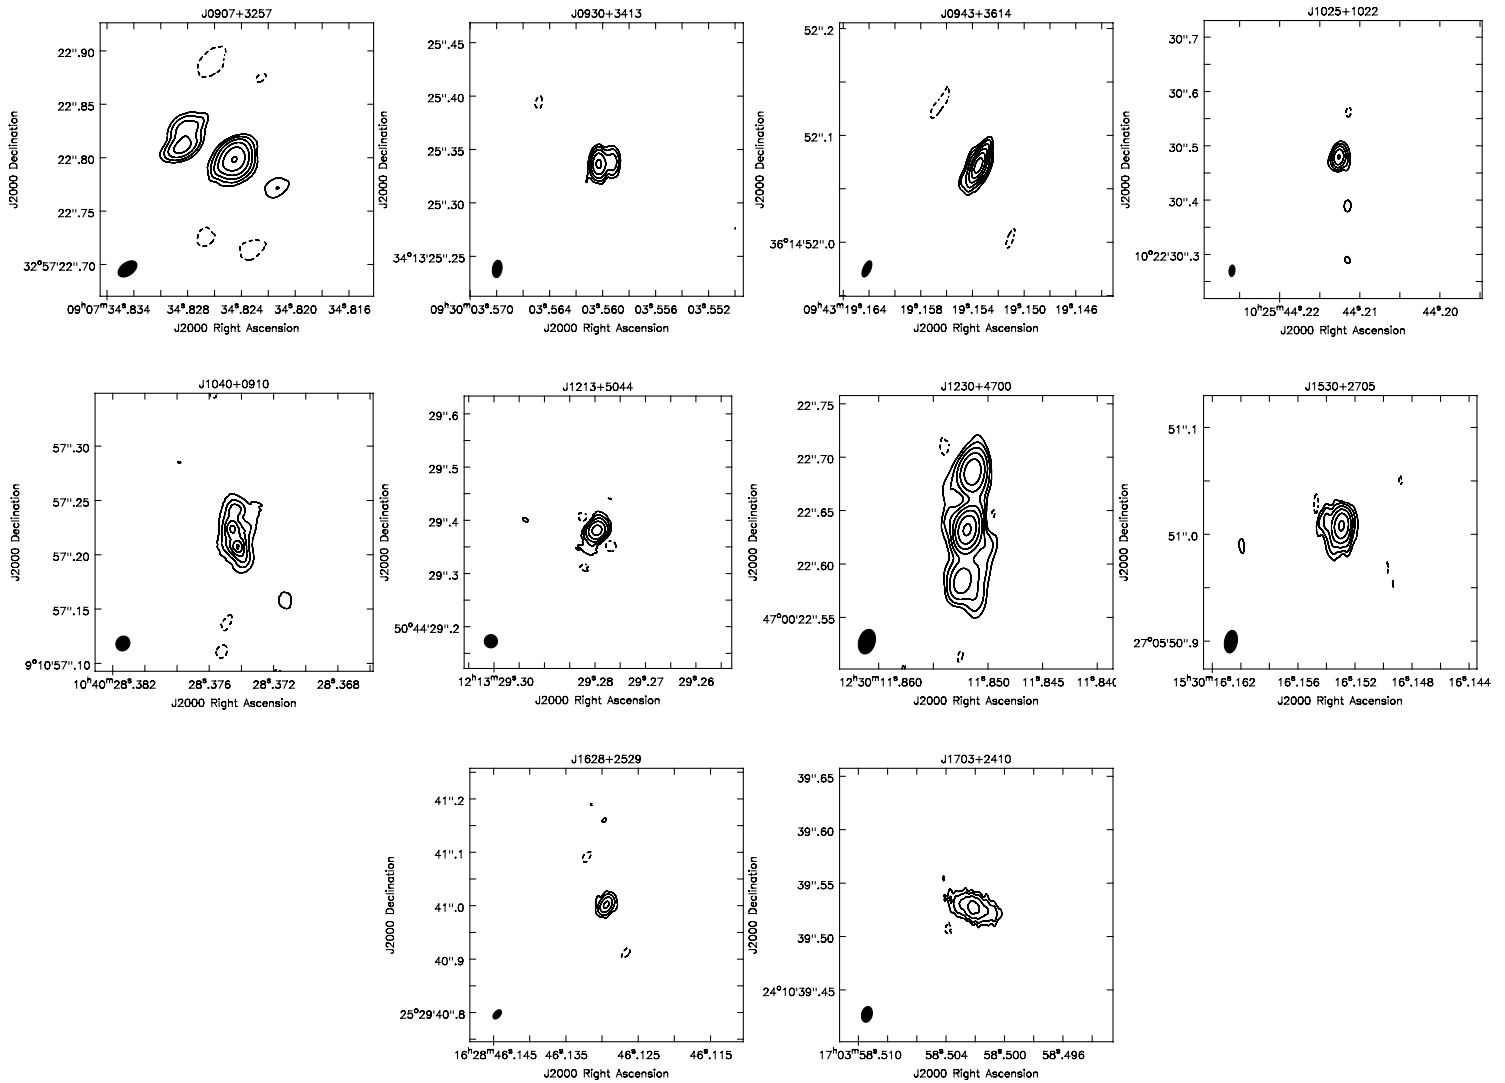 J0907+3257
22".90
22".85
22".80
22".75
32°57'22".70
09ʰ07ᵐ34ˢ.834
34ˢ.828
34ˢ.824
34ˢ.820
34ˢ.816
J2000 Right Ascension
J2000 Declination
J0930+3413
25".45
25".40
25".35
25".30
34°13'25".25
09ʰ30ᵐ03ˢ.570
03ˢ.564
03ˢ.560
03ˢ.556
03ˢ.552
J2000 Right Ascension
J2000 Declination
J0943+3614
52".2
52".1
36°14'52".0
09ʰ43ᵐ19ˢ.164
19ˢ.158
19ˢ.154
19ˢ.150
19ˢ.146
J2000 Right Ascension
J2000 Declination
J1025+1022
30".7
30".6
30".5
30".4
10°22'30".3
10ʰ25ᵐ44ˢ.22
44ˢ.21
44ˢ.20
J2000 Right Ascension
J2000 Declination
J1040+0910
57".30
57".25
57".20
57".15
9°10'57".10
10ʰ40ᵐ28ˢ.382
28ˢ.376
28ˢ.372
28ˢ.368
J2000 Right Ascension
J2000 Declination
J1213+5044
29".6
29".5
29".4
29".3
50°44'29".2
12ʰ13ᵐ29ˢ.30
29ˢ.28
29ˢ.27
29ˢ.26
J2000 Right Ascension
J2000 Declination
J1230+4700
22".75
22".70
22".65
22".60
47°00'22".55
12ʰ30ᵐ11ˢ.860
11ˢ.850
11ˢ.845
11ˢ.840
J2000 Right Ascension
J2000 Declination
J1530+2705
51".1
51".0
27°05'50".9
15ʰ30ᵐ16ˢ.162
16ˢ.156
16ˢ.152
16ˢ.148
16ˢ.144
J2000 Right Ascension
J2000 Declination
J1628+2529
41".2
41".1
41".0
40".9
25°29'40".8
16ʰ28ᵐ46ˢ.145
46ˢ.135
46ˢ.125
46ˢ.115
J2000 Right Ascension
J2000 Declination
J1703+2410
39".65
39".60
39".55
39".50
24°10'39".45
17ʰ03ᵐ58ˢ.510
58ˢ.504
58ˢ.500
58ˢ.496
J2000 Right Ascension
J2000 Declination